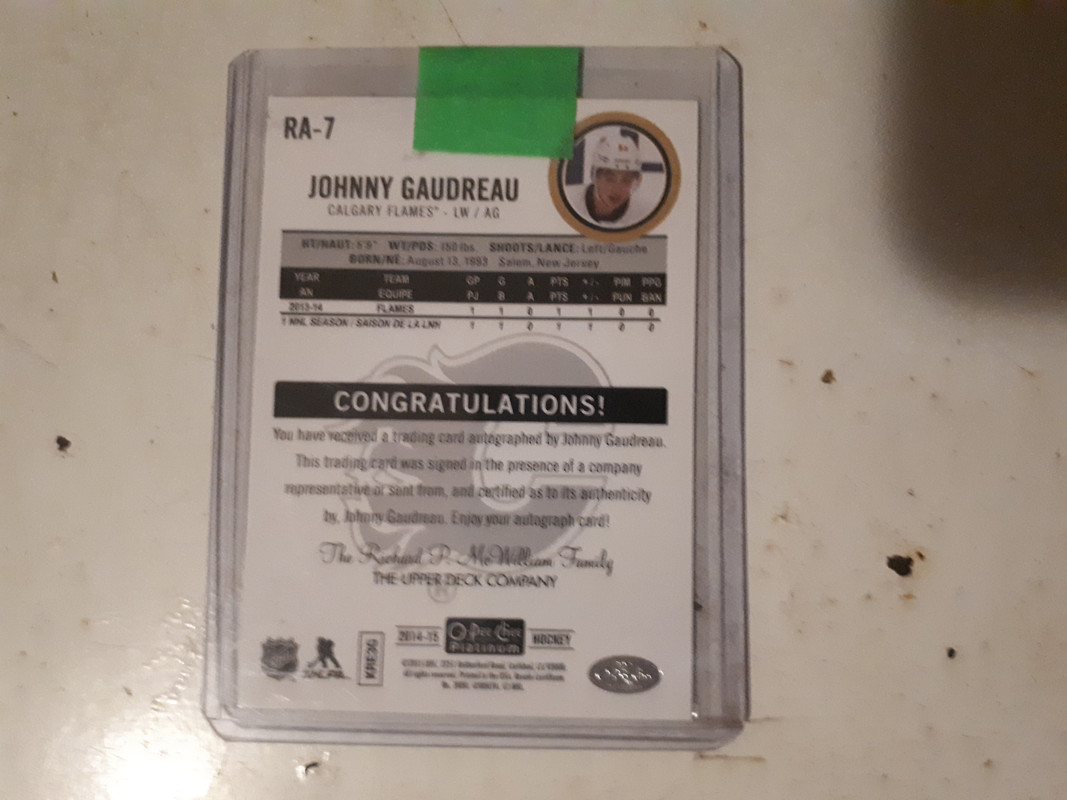 RA-7
JOHNNY GAUDREAU
CALGARY FLAMES® - LW / AG
HT/HAUT: 5'9" WT/PDS: 150 lbs. SHOOTS/LANCE: Left/Gauche
BORN/NÉ: August 13, 1993 Salem, New Jersey
YEAR TEAM GP G A PTS +/- PIM PPG
AN ÉQUIPE PJ B A PTS +/- PUN BAN
2013-14 FLAMES 1 1 0 1 1 0 0
1 NHL SEASON / SAISON DE LA LNH 1 1 0 1 1 0 0
CONGRATULATIONS!
You have received a trading card autographed by Johnny Gaudreau.
This trading card was signed in the presence of a company
representative or sent from, and certified as to its authenticity
by, Johnny Gaudreau. Enjoy your autograph card!
The Richard P. McWilliam Family
THE UPPER DECK COMPANY
NHL NHLPA
2014-15 O-Pee-Chee HOCKEY
Platinum